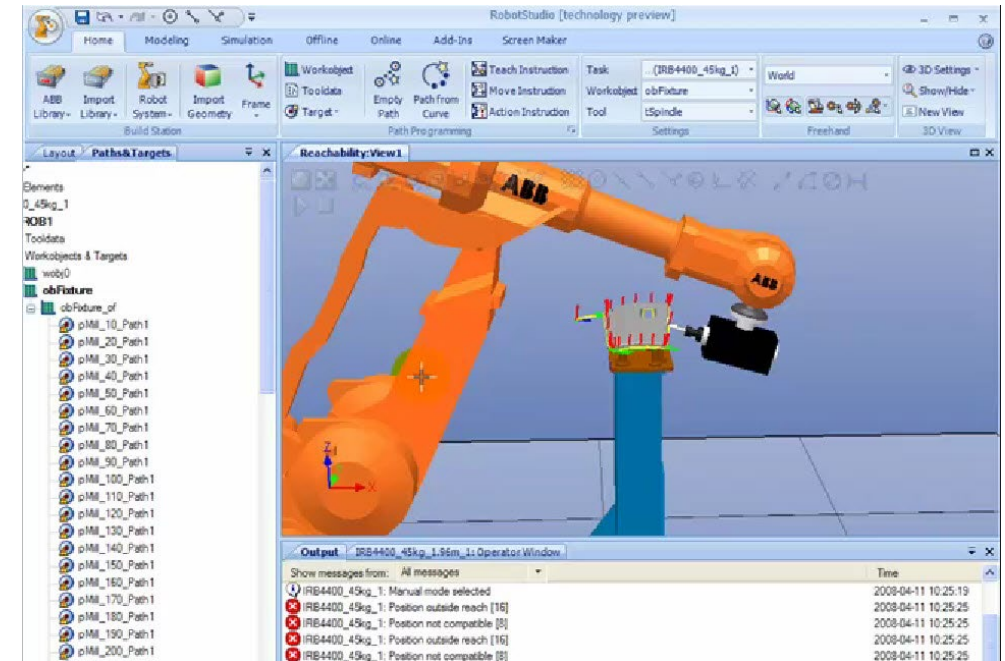 RobotStudio [technology preview]
Home Modeling Simulation Offline Online Add-Ins Screen Maker
ABB Library
Import Library
Robot System
Import Geometry
Frame
Build Station
Workobject
Tooldata
Target
Empty Path
Path from Curve
Teach Instruction
Move Instruction
Action Instruction
Path Programming
Task ...(IRB4400_45kg_1)
Workobject obFixture
Tool tSpindle
Settings
World
Freehand
3D Settings
Show/Hide
New View
3D View
Layout Paths&Targets
Elements
0_45kg_1
ROB1
Tooldata
Workobjects & Targets
wobj0
obFixture
obFixture_of
pMill_10_Path1
pMill_20_Path1
pMill_30_Path1
pMill_40_Path1
pMill_50_Path1
pMill_60_Path1
pMill_70_Path1
pMill_80_Path1
pMill_90_Path1
pMill_100_Path1
pMill_110_Path1
pMill_120_Path1
pMill_130_Path1
pMill_140_Path1
pMill_150_Path1
pMill_160_Path1
pMill_170_Path1
pMill_180_Path1
pMill_190_Path1
pMill_200_Path1
Reachability:View1
ABB
ABB
Z
X
Output IRB4400_45kg_1.96m_1: Operator Window
Show messages from: All messages Time
IRB4400_45kg_1: Manual mode selected 2008-04-11 10:25:19
IRB4400_45kg_1: Position outside reach [16] 2008-04-11 10:25:25
IRB4400_45kg_1: Position not compatible [8] 2008-04-11 10:25:25
IRB4400_45kg_1: Position outside reach [16] 2008-04-11 10:25:25
IRB4400_45kg_1: Position not compatible [8] 2008-04-11 10:25:25